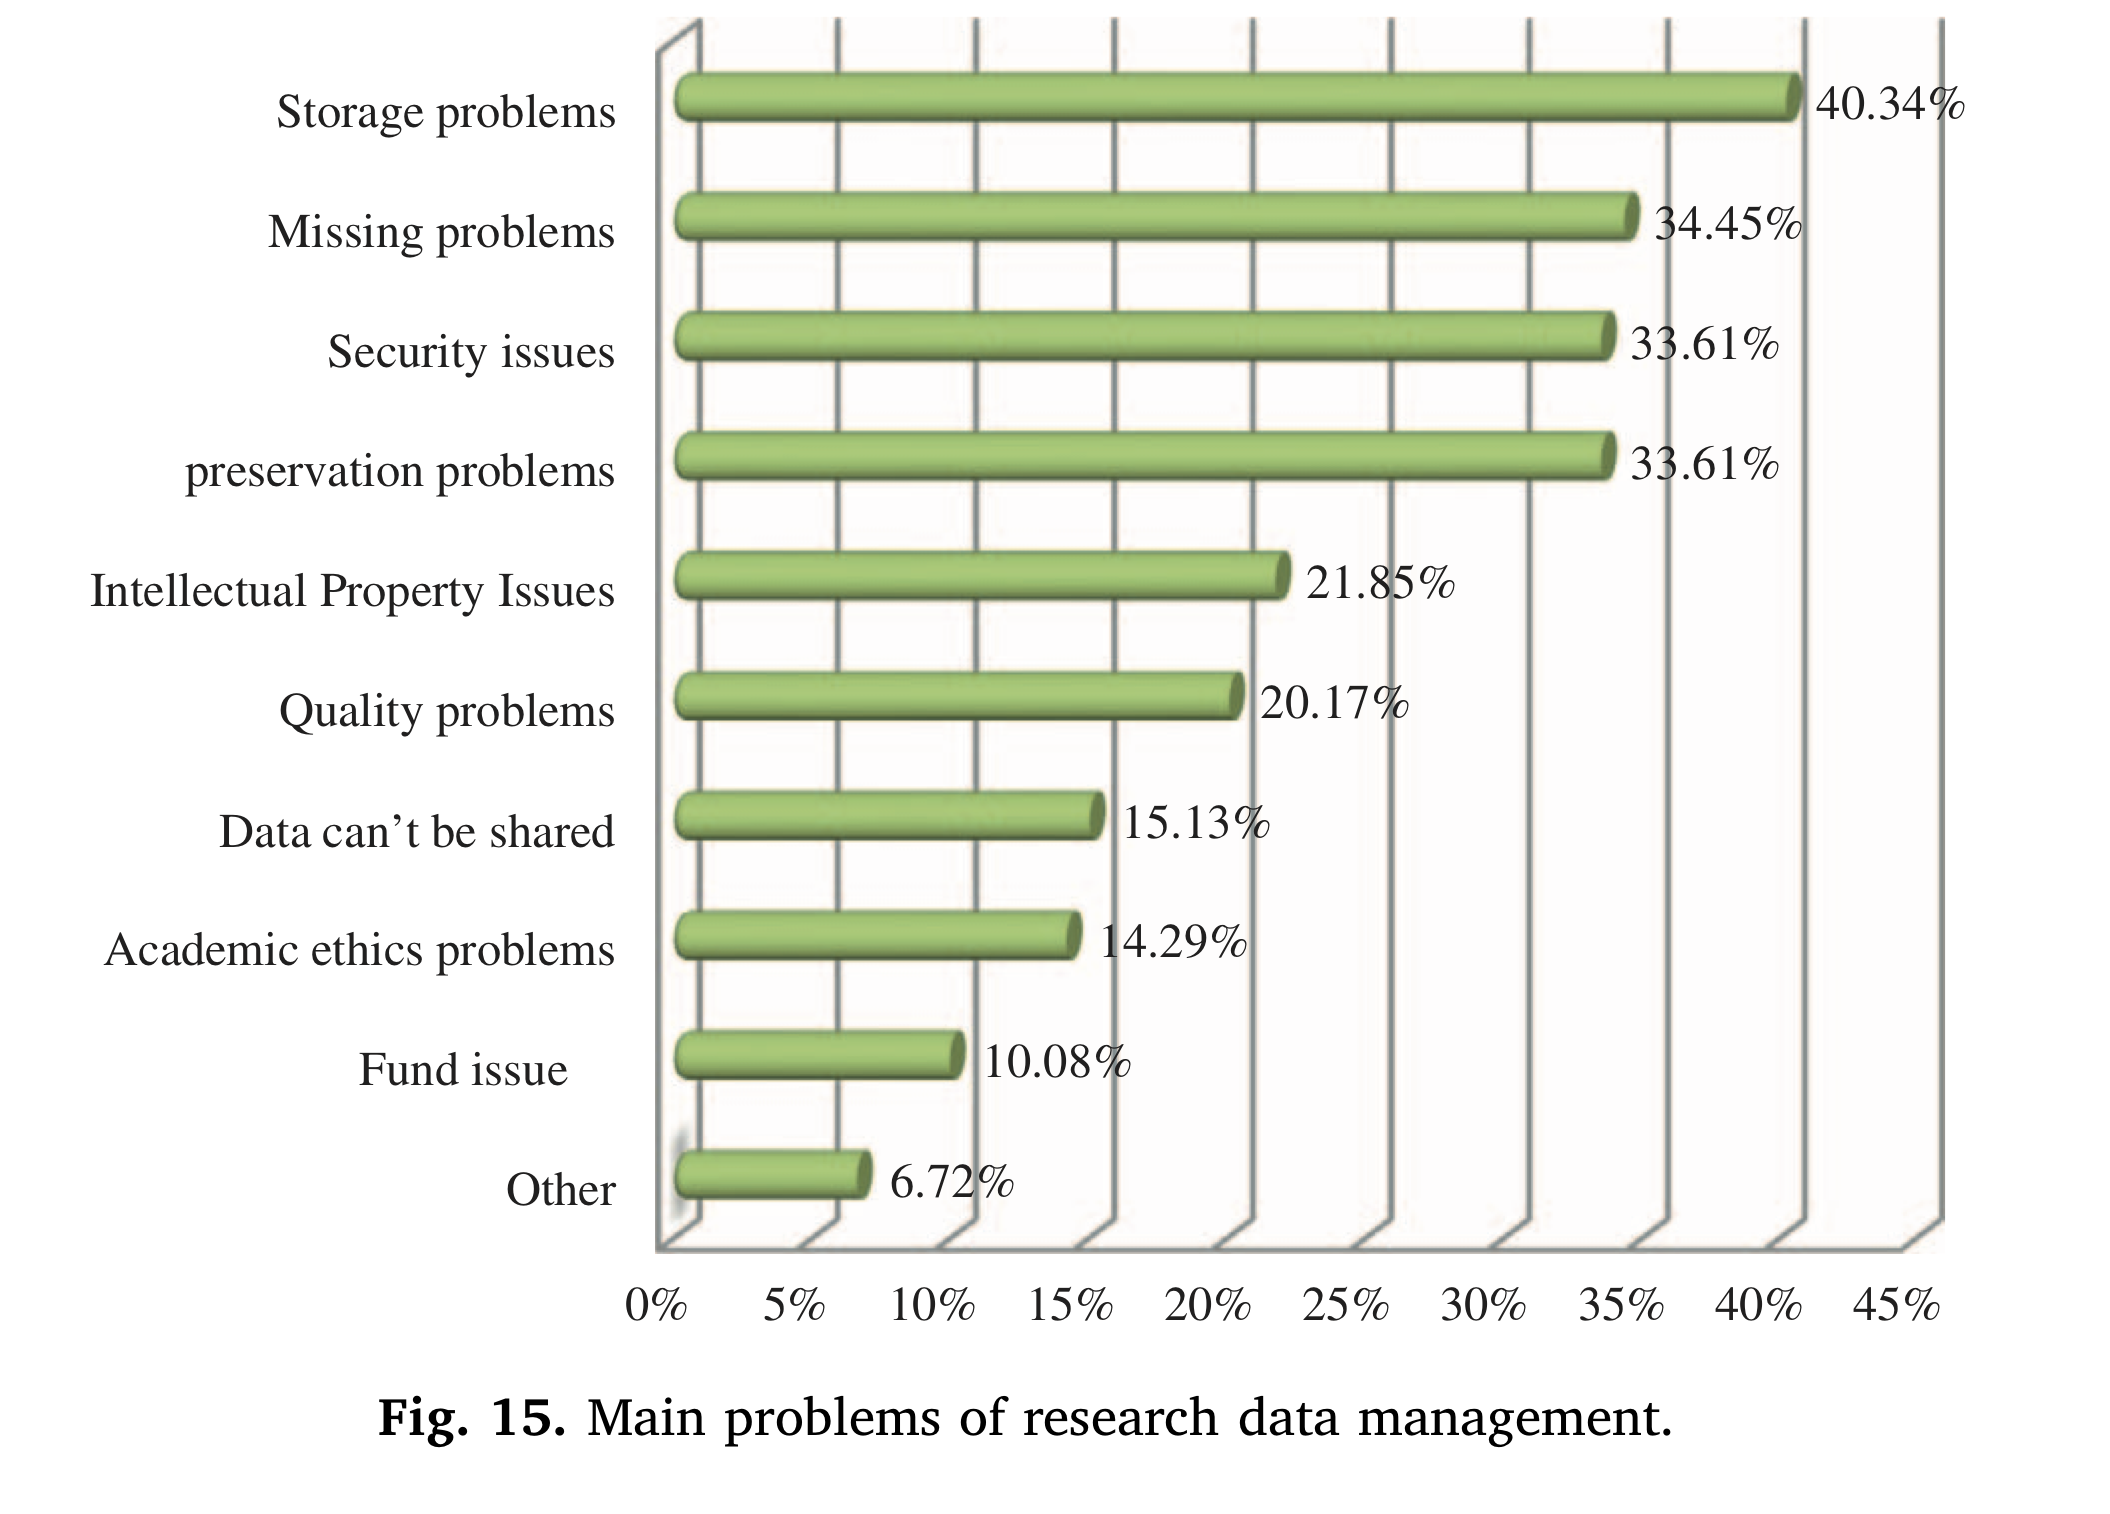 Storage problems 40.34%
Missing problems 34.45%
Security issues 33.61%
preservation problems 33.61%
Intellectual Property Issues 21.85%
Quality problems 20.17%
Data can’t be shared 15.13%
Academic ethics problems 14.29%
Fund issue 10.08%
Other 6.72%
0% 5% 10% 15% 20% 25% 30% 35% 40% 45%
Fig. 15. Main problems of research data management.